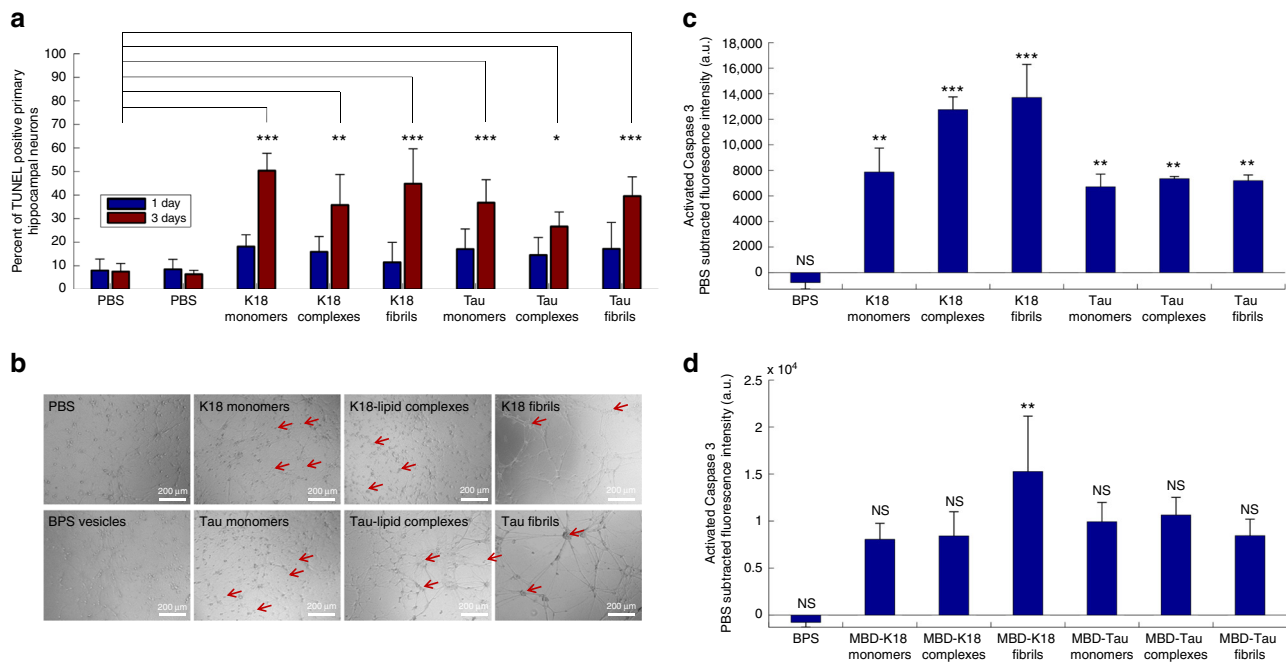 a
Percent of TUNEL positive primary
hippocampal neurons
100
90
80
70
60
50
40
30
20
10
0
1 day
3 days
***
**
***
***
*
***
PBS
PBS
K18
monomers
K18
complexes
K18
fibrils
Tau
monomers
Tau
complexes
Tau
fibrils
b
PBS
200 μm
K18 monomers
200 μm
K18-lipid complexes
200 μm
K18 fibrils
200 μm
BPS vesicles
200 μm
Tau monomers
200 μm
Tau-lipid complexes
200 μm
Tau fibrils
200 μm
c
Activated Caspase 3
PBS subtracted fluorescence intensity (a.u.)
18,000
16,000
14,000
12,000
10,000
8000
6000
4000
2000
0
NS
**
***
***
**
**
**
BPS
K18
monomers
K18
complexes
K18
fibrils
Tau
monomers
Tau
complexes
Tau
fibrils
d
Activated Caspase 3
PBS subtracted fluorescence intensity (a.u.)
x 10⁴
2.5
2
1.5
1
0.5
0
NS
NS
NS
**
NS
NS
NS
BPS
MBD-K18
monomers
MBD-K18
complexes
MBD-K18
fibrils
MBD-Tau
monomers
MBD-Tau
complexes
MBD-Tau
fibrils